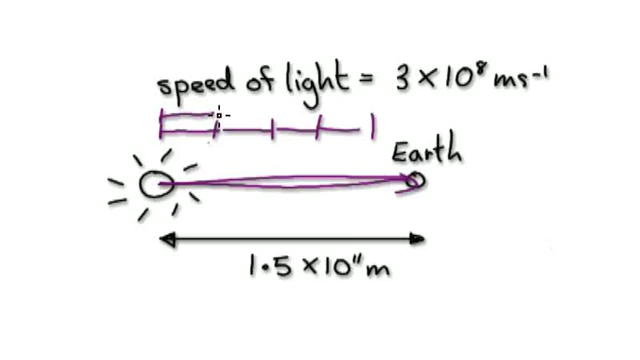 speed of light = 3 × 10⁸ ms⁻¹
Earth
1.5 × 10¹¹ m